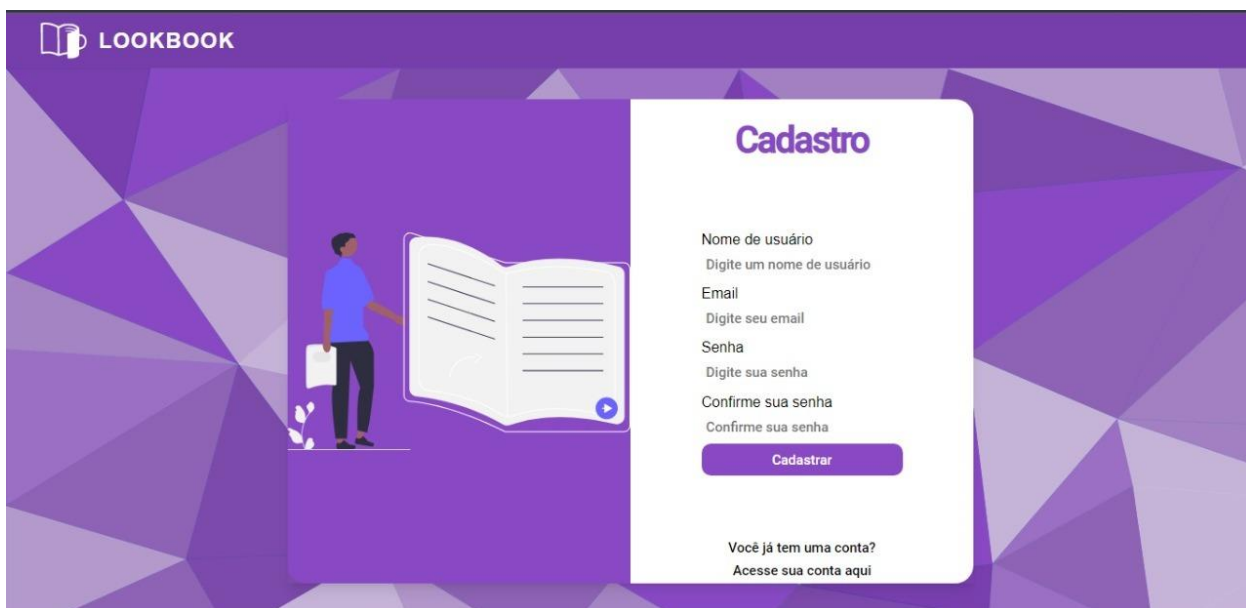 LOOKBOOK
Cadastro
Nome de usuário
Digite um nome de usuário
Email
Digite seu email
Senha
Digite sua senha
Confirme sua senha
Confirme sua senha
Cadastrar
Você já tem uma conta?
Acesse sua conta aqui